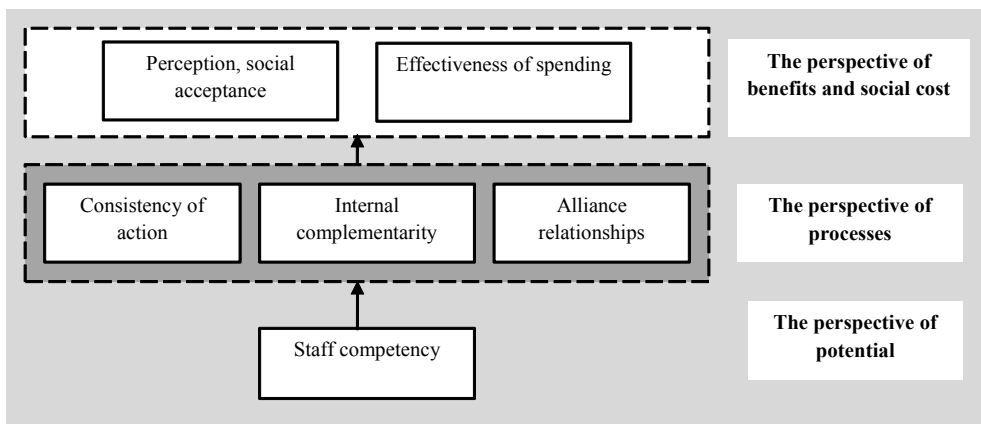 Perception, social
acceptance
Effectiveness of spending
The perspective of
benefits and social cost
Consistency of
action
Internal
complementarity
Alliance
relationships
The perspective of
processes
Staff competency
The perspective of
potential